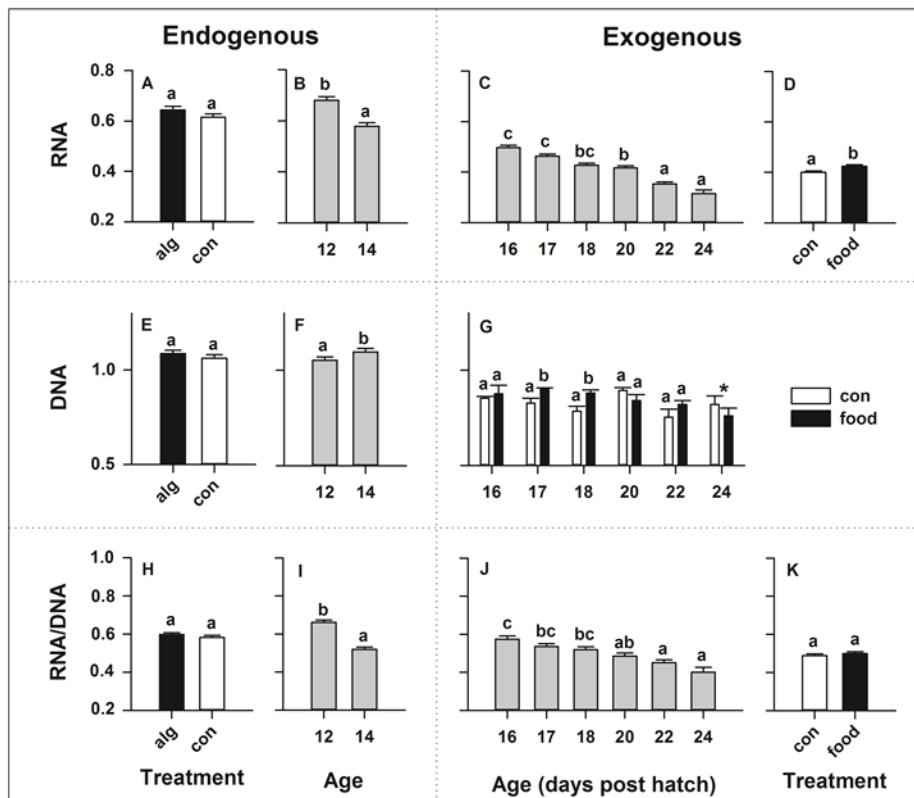 Endogenous Exogenous
RNA
0.8
0.6
0.4
0.2
A
a a
alg con
B
b a
12 14
C
c c bc b a a
16 17 18 20 22 24
D
a b
con food
DNA
1.0
0.5
E
a a
alg con
F
a b
12 14
G
a a a b a b a a a a *
16 17 18 20 22 24
con
food
RNA/DNA
1.0
0.8
0.6
0.4
0.2
H
a a
alg con
I
b a
12 14
J
c bc bc ab a a
16 17 18 20 22 24
K
a a
con food
Treatment Age Age (days post hatch) Treatment